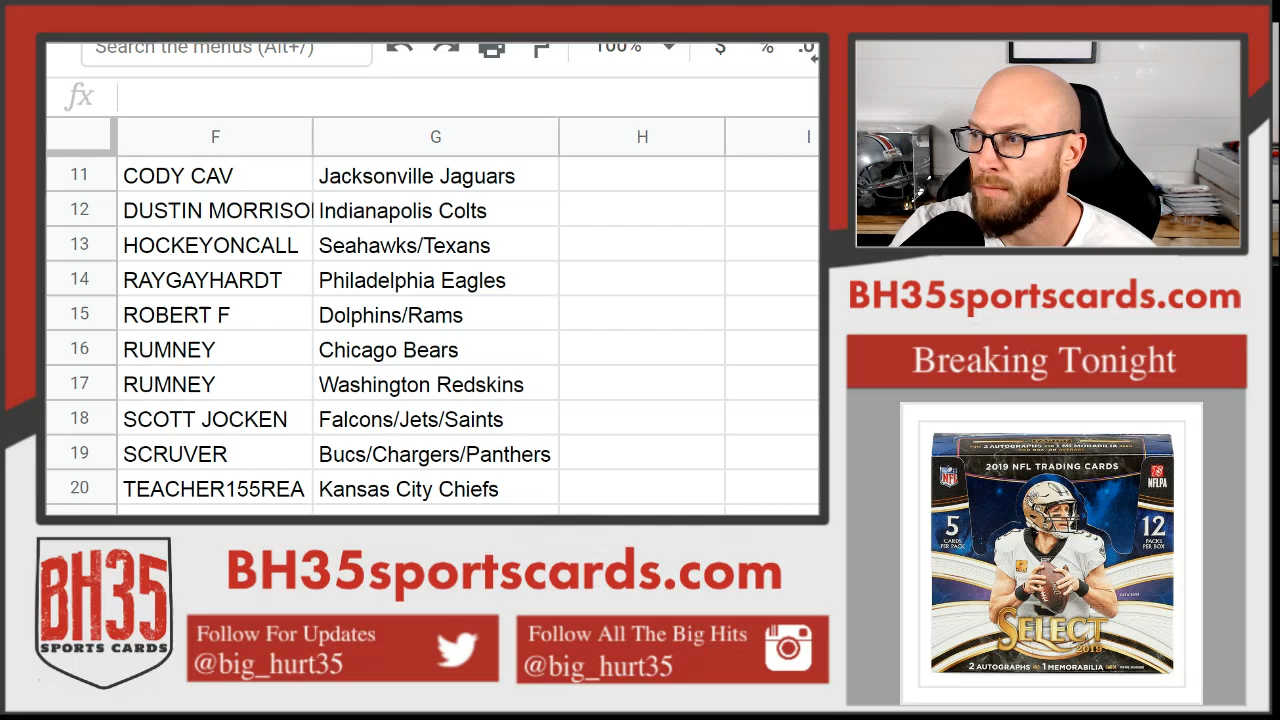 Search the menus (Alt+/)
100%
$ % .0
fx
F G H I
11 CODY CAV Jacksonville Jaguars
12 DUSTIN MORRISO Indianapolis Colts
13 HOCKEYONCALL Seahawks/Texans
14 RAYGAYHARDT Philadelphia Eagles
15 ROBERT F Dolphins/Rams
16 RUMNEY Chicago Bears
17 RUMNEY Washington Redskins
18 SCOTT JOCKEN Falcons/Jets/Saints
19 SCRUVER Bucs/Chargers/Panthers
20 TEACHER155REA Kansas City Chiefs
BH35sportscards.com
Breaking Tonight
2019 NFL TRADING CARDS
NFL
NFLPA
5
CARDS
PER PACK
12
PACKS
PER BOX
SELECT
2019
2 AUTOGRAPHS
1 MEMORABILIA
BH35
SPORTS CARDS
BH35sportscards.com
Follow For Updates
@big_hurt35
Follow All The Big Hits
@big_hurt35